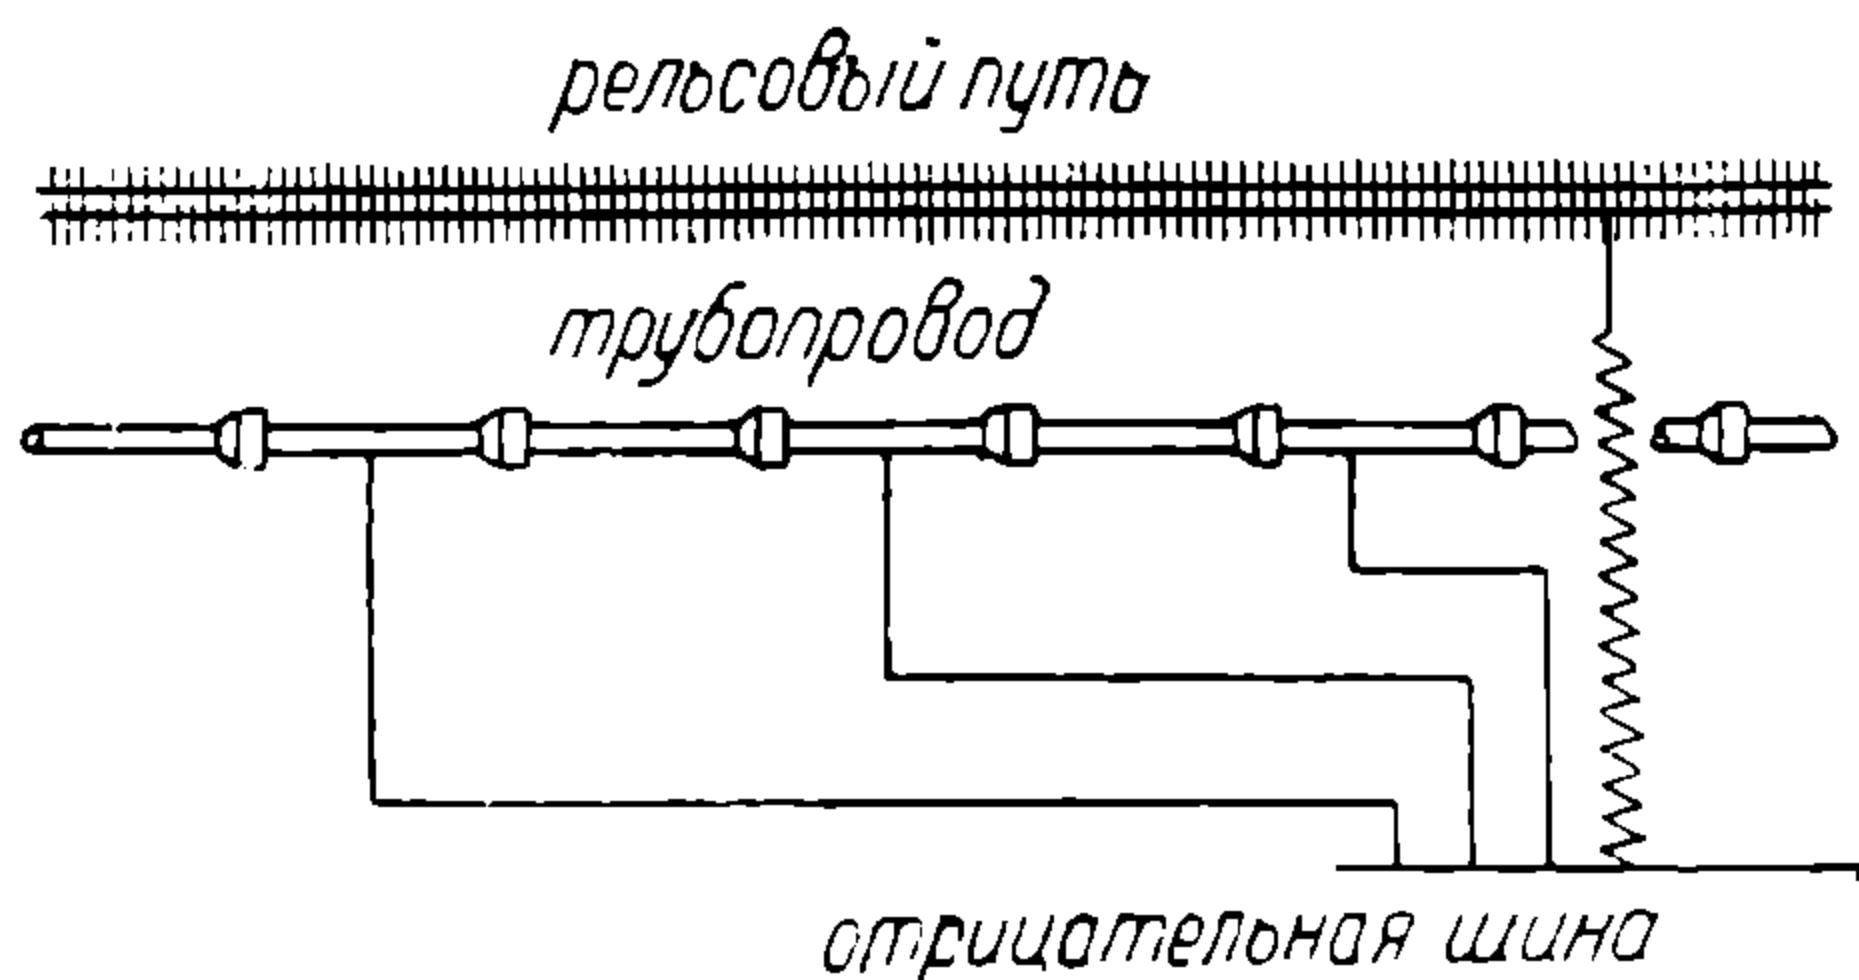 рельсовый путь
трубопровод
отрицательная шина